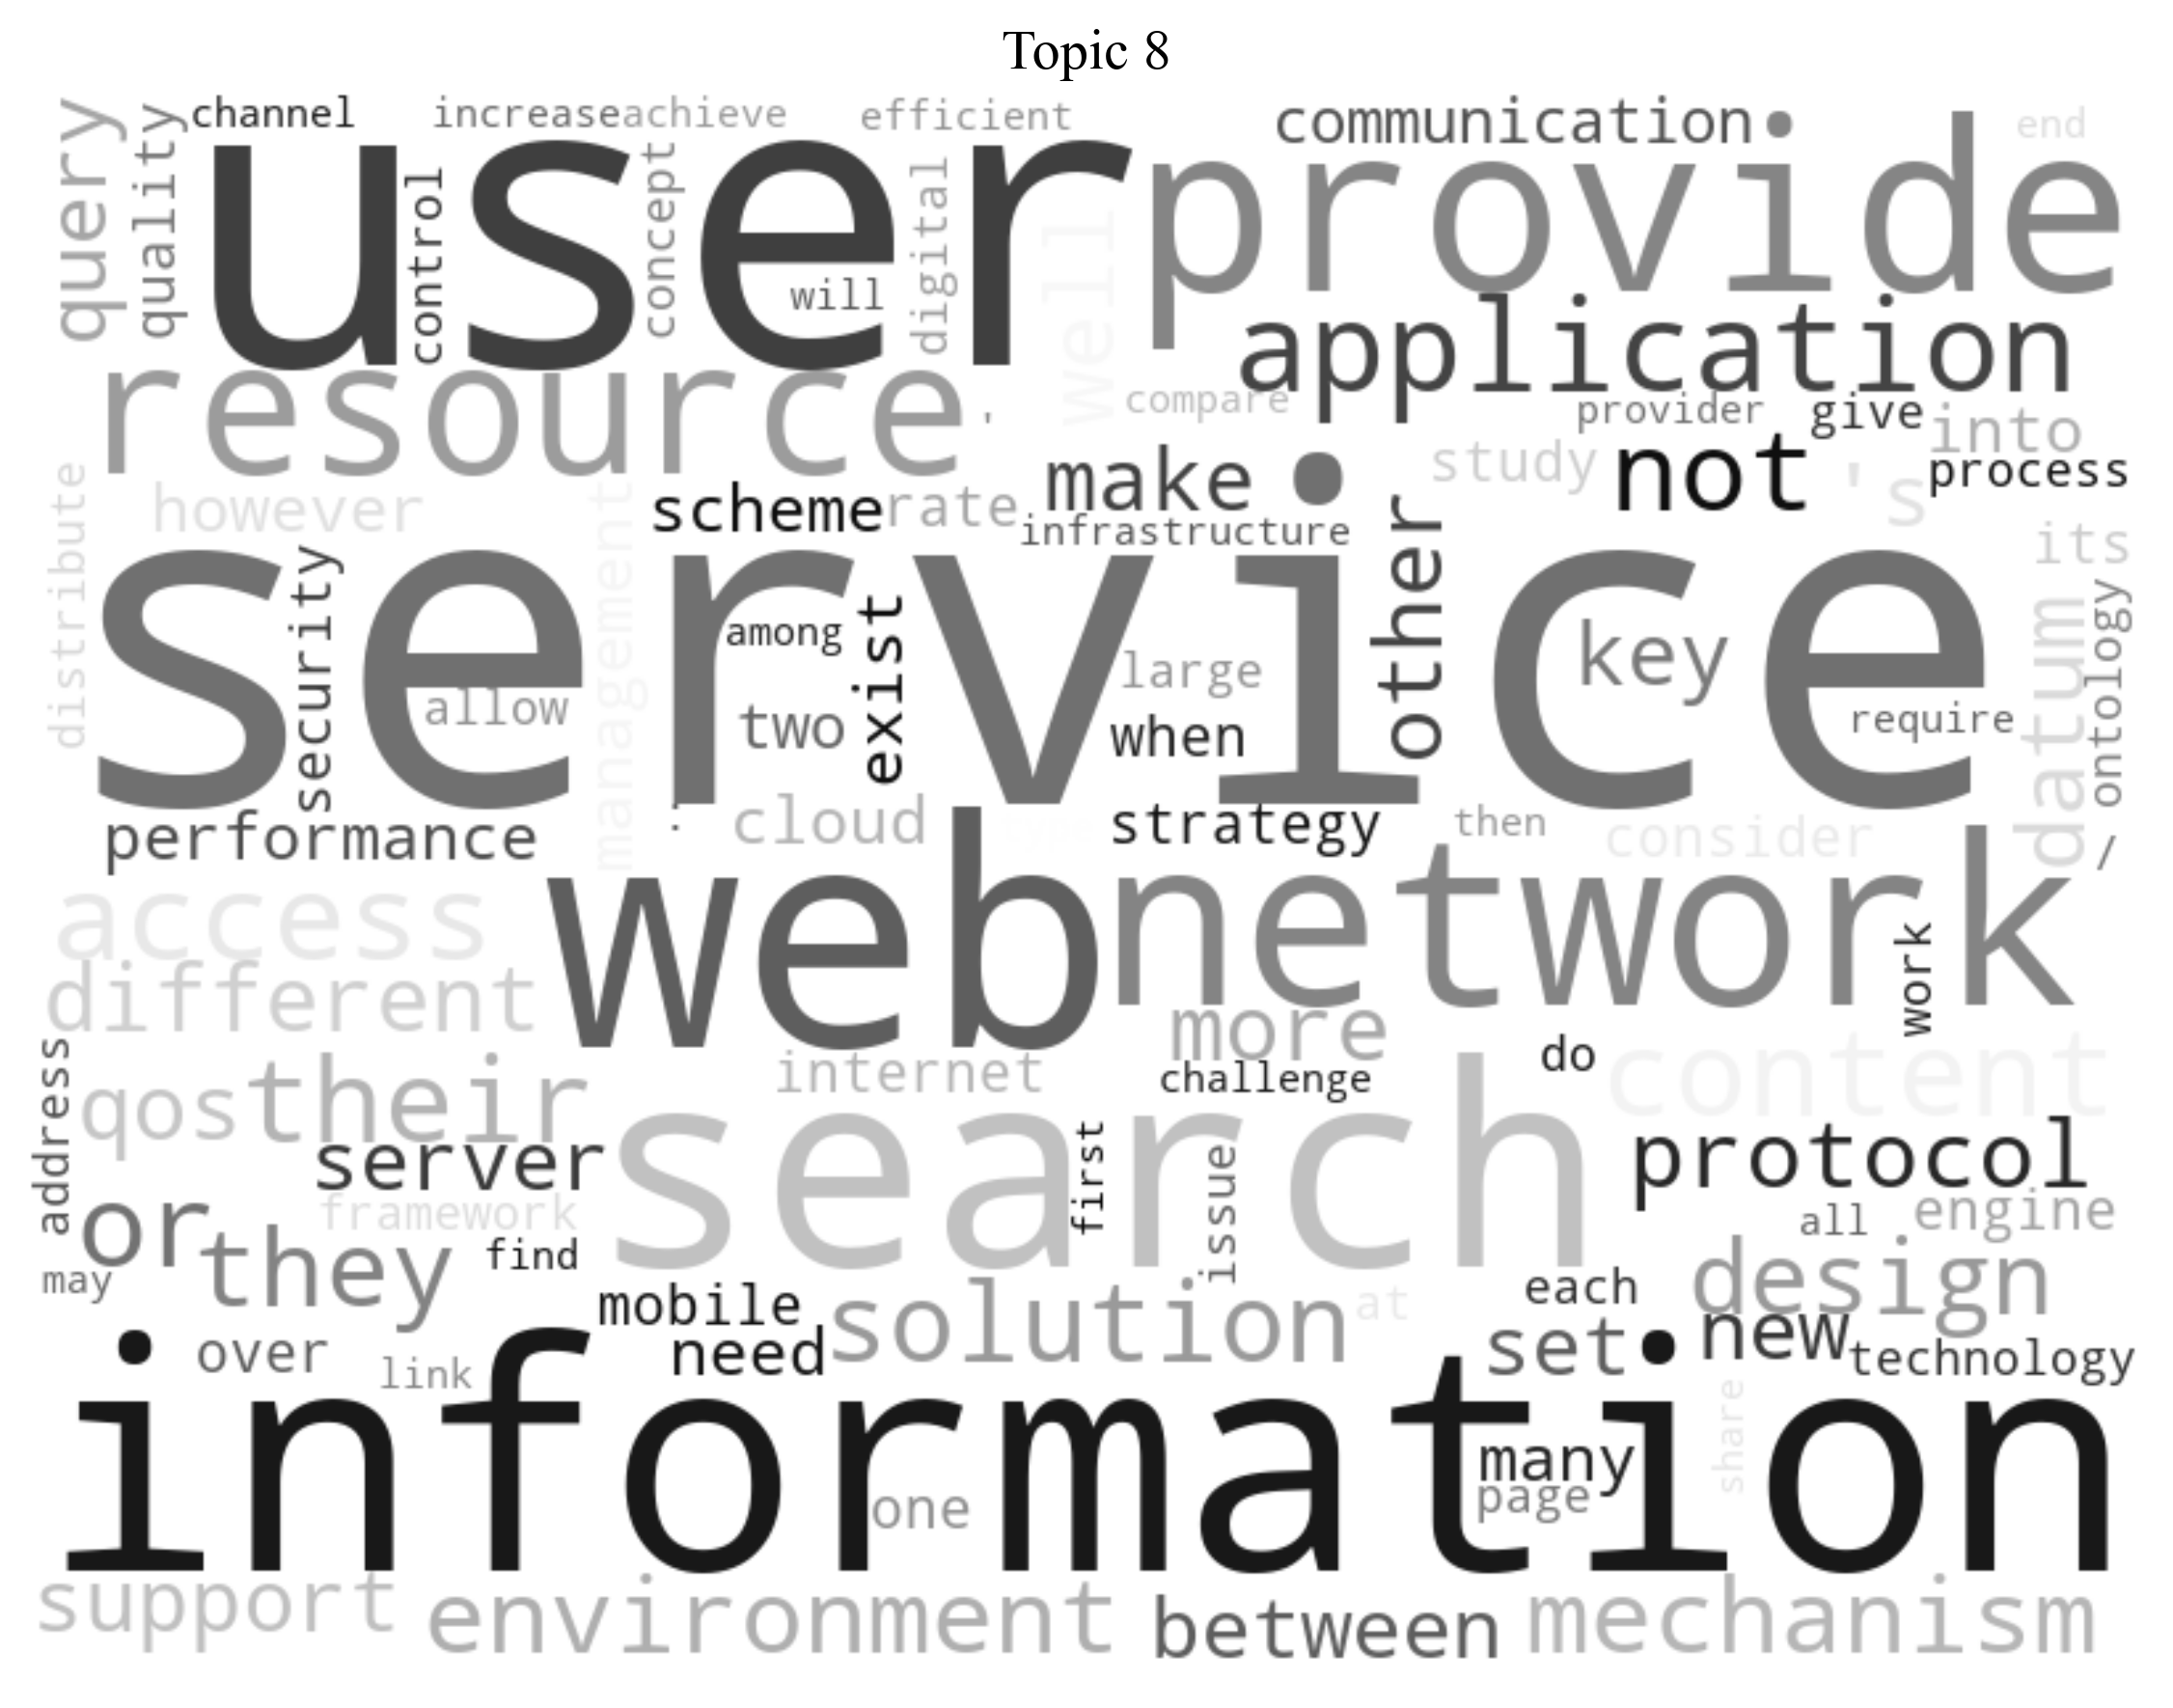 Topic 8
query
quality
channel
increase
achieve
efficient
communication
end
user
control
concept
will
digital
well
provide
application
resource
'
compare
provider
give
into
make
study
not
's
process
distribute
however
management
scheme
rate
infrastructure
other
its
service
security
allow
among
two
exist
large
when
key
require
datum
ontology
performance
:
cloud
strategy
then
consider
/
access
web
network
work
different
more
do
content
address
qos
their
internet
challenge
search
first
issue
server
protocol
or
framework
all
engine
they
find
may
mobile
solution
at
each
design
over
link
need
set
new
technology
information
many
page
share
one
support
environment
between
mechanism